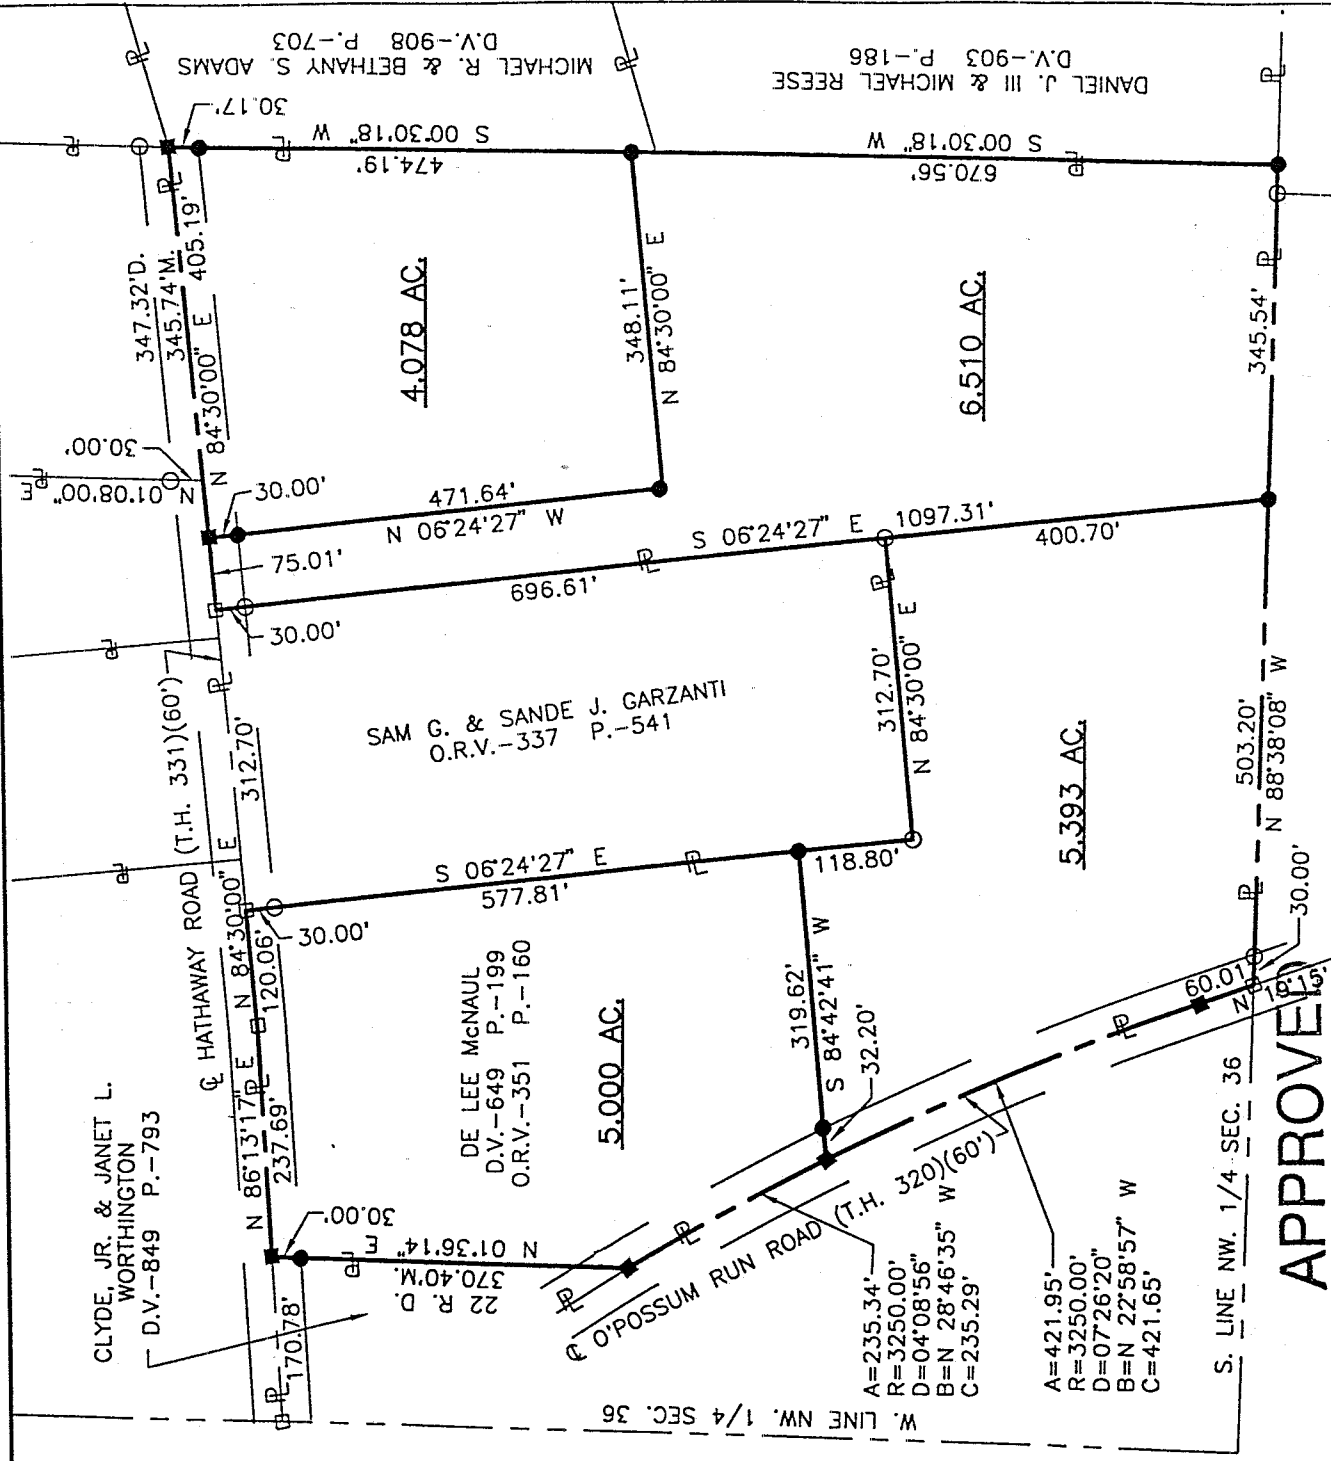 MICHAEL R. & BETHANY S. ADAMS
D.V.-908 P.-703
DANIEL J. III & MICHAEL REESE
D.V.-903 P.-186
30.17'
S 00°30'18" W
474.19'
S 00°30'18" W
670.56'
347.32'D.
345.74'M.
N 84°30'00" E 405.19'
30.00'
N 01°08'00" E
4.078 AC.
348.11'
N 84°30'00" E
6.510 AC.
345.54'
30.00'
471.64'
N 06°24'27" W
75.01'
S 06°24'27" E 1097.31'
696.61'
400.70'
30.00'
℄ HATHAWAY ROAD (T.H. 331)(60')
312.70'
SAM G. & SANDE J. GARZANTI
O.R.V.-337 P.-541
312.70'
N 84°30'00" E
5.393 AC.
503.20'
N 88°38'08" W
N 84°30'00" E
120.06'
30.00'
S 06°24'27" E
577.81'
118.80'
CLYDE, JR. & JANET L.
WORTHINGTON
D.V.-849 P.-793
N 86°13'17" E
237.69'
DE LEE McNAUL
D.V.-649 P.-199
O.R.V.-351 P.-160
5.000 AC.
319.62'
S 84°42'41" W
32.20'
60.01'
N 19°15'
30.00'
30.00'
N 01°36'14" E
370.40'M.
22 R. D.
170.78'
℄ O'POSSUM RUN ROAD (T.H. 320)(60')
A=235.34'
R=3250.00'
D=04°08'56"
B=N 28°46'35" W
C=235.29'
A=421.95'
R=3250.00'
D=07°26'20"
B=N 22°58'57" W
C=421.65'
W. LINE NW. 1/4 SEC. 36
S. LINE NW. 1/4 SEC. 36
APPROVED